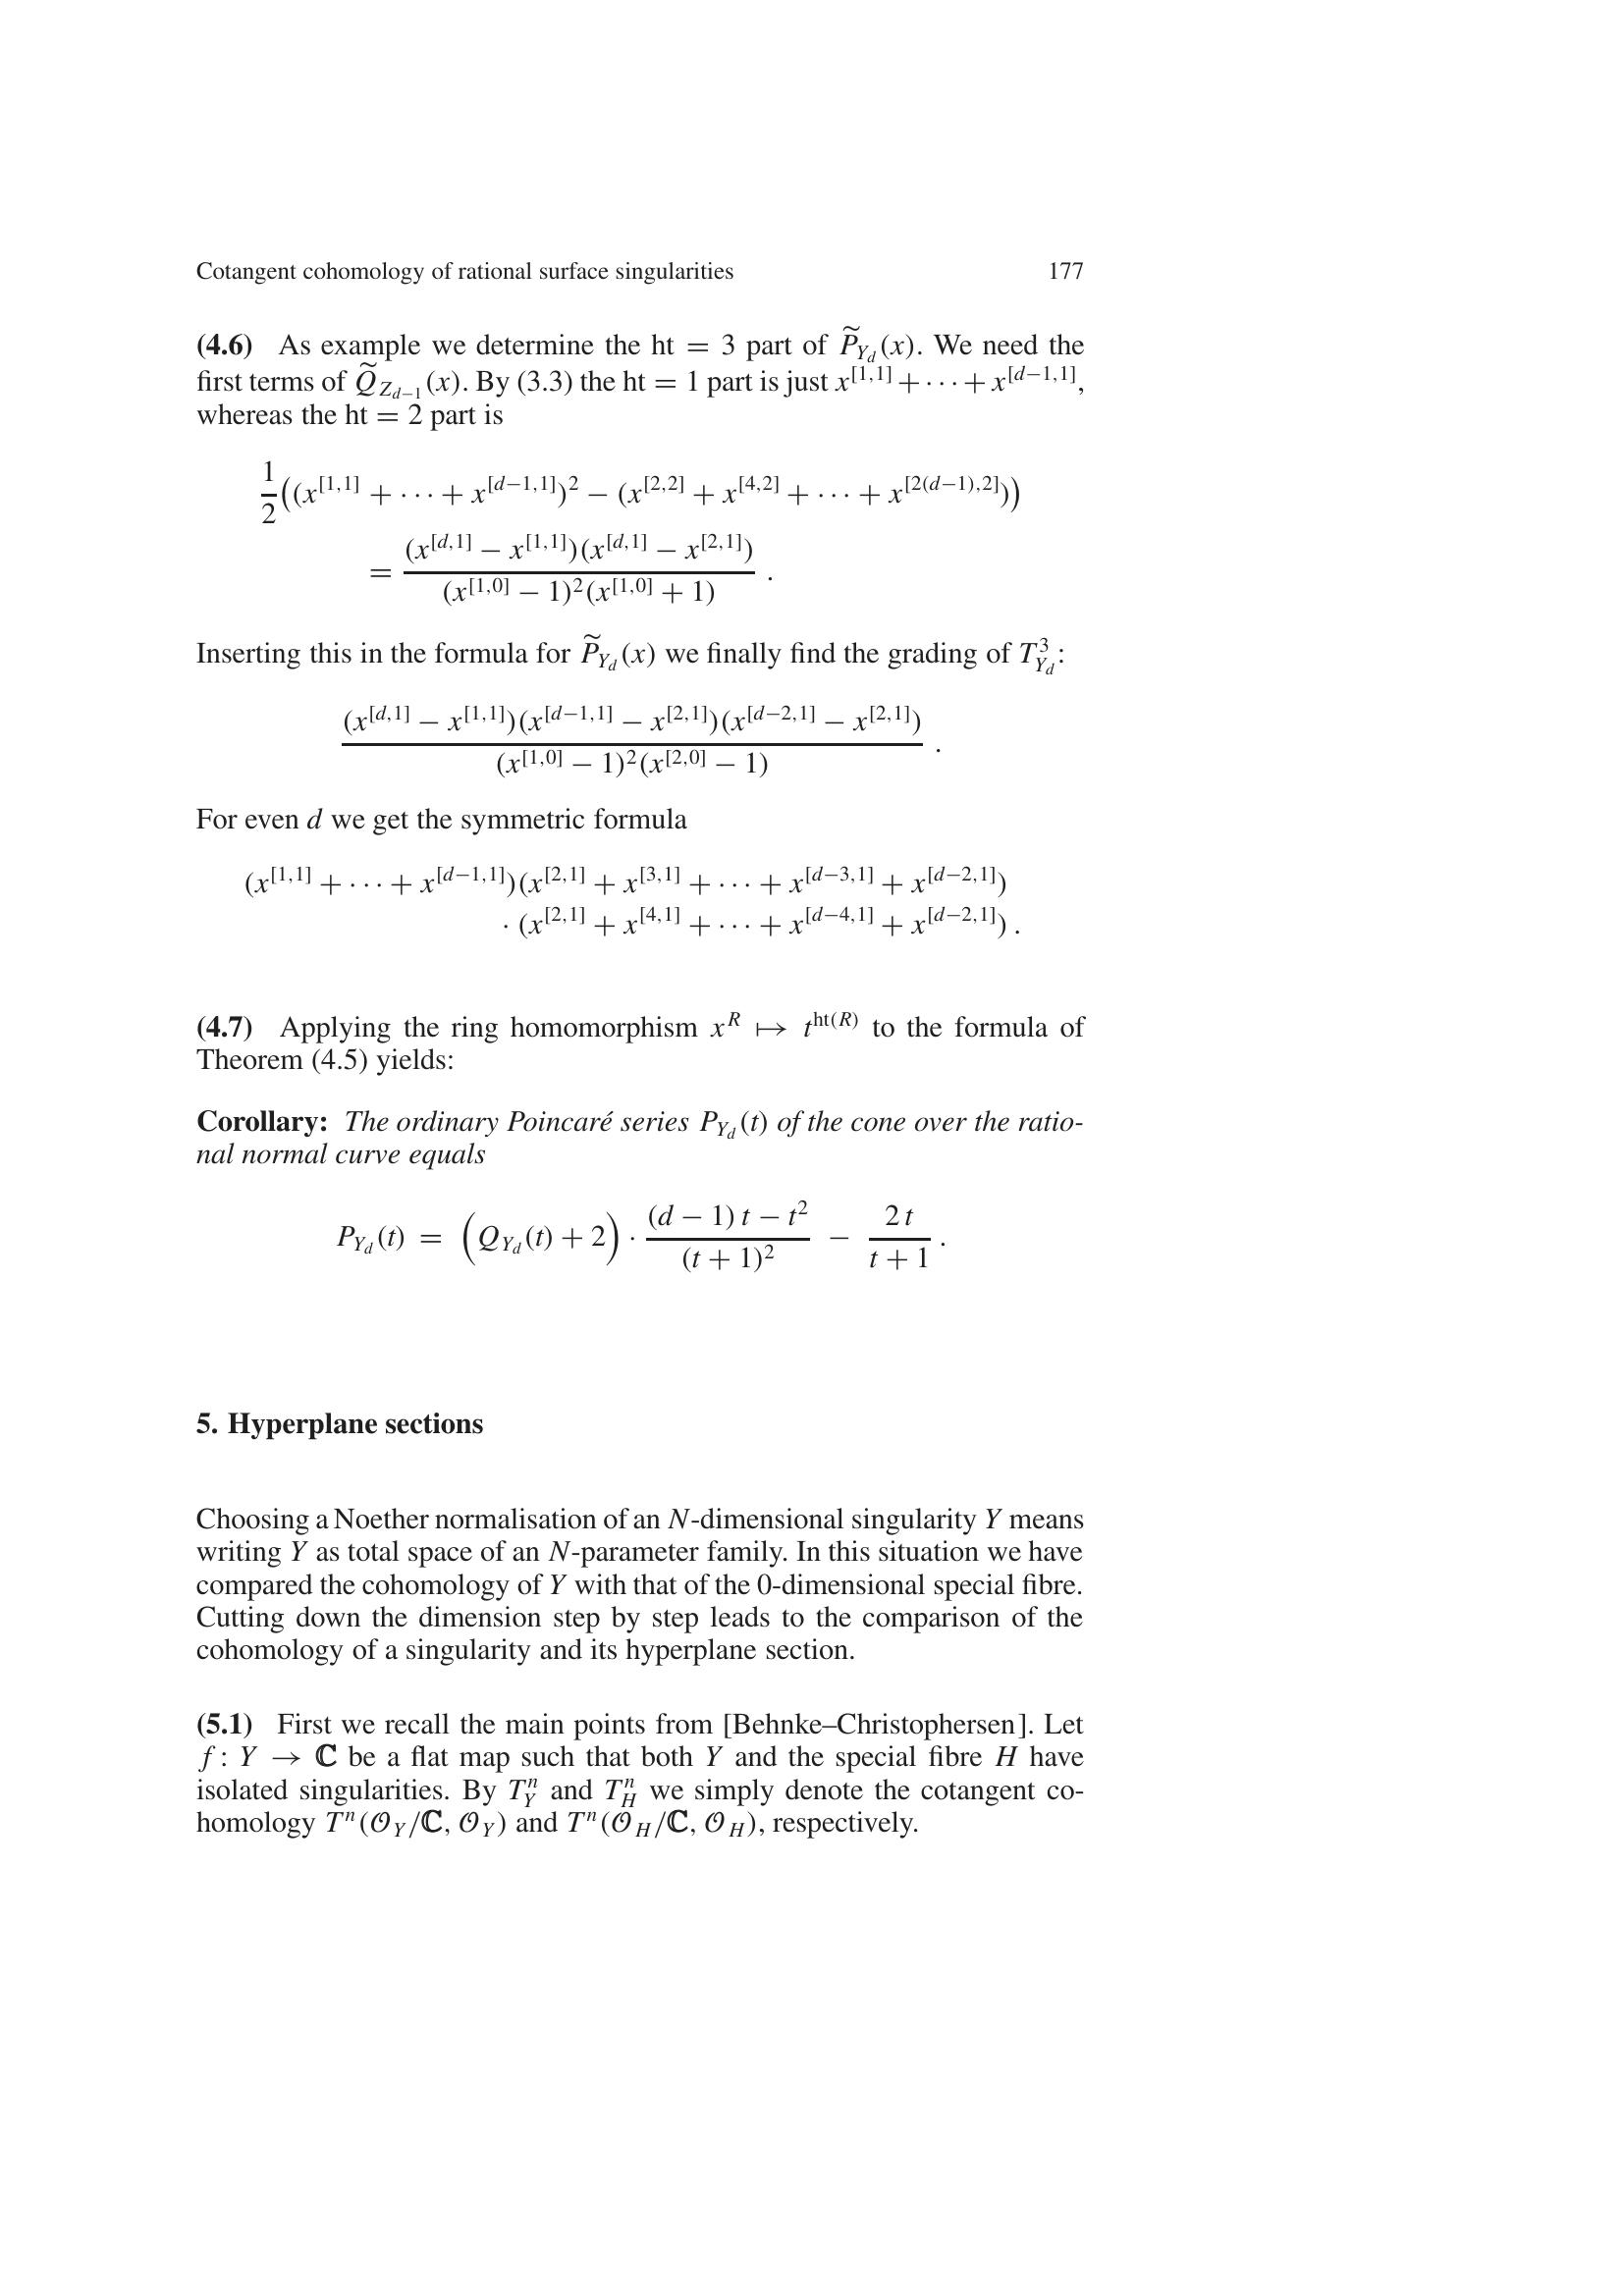 Cotangent cohomology of rational surface singularities 177
(4.6) As example we determine the ht = 3 part of $\widetilde{P}_{Y_d}(x)$. We need the
first terms of $\widetilde{Q}_{Z_{d-1}}(x)$. By (3.3) the ht = 1 part is just $x^{[1,1]} + \cdots + x^{[d-1,1]}$,
whereas the ht = 2 part is
$\frac{1}{2}\big((x^{[1,1]} + \cdots + x^{[d-1,1]})^2 - (x^{[2,2]} + x^{[4,2]} + \cdots + x^{[2(d-1),2]})\big)$
$= \frac{(x^{[d,1]} - x^{[1,1]})(x^{[d,1]} - x^{[2,1]})}{(x^{[1,0]} - 1)^2(x^{[1,0]} + 1)}$ .
Inserting this in the formula for $\widetilde{P}_{Y_d}(x)$ we finally find the grading of $T^3_{Y_d}$:
$\frac{(x^{[d,1]} - x^{[1,1]})(x^{[d-1,1]} - x^{[2,1]})(x^{[d-2,1]} - x^{[2,1]})}{(x^{[1,0]} - 1)^2(x^{[2,0]} - 1)}$ .
For even $d$ we get the symmetric formula
$(x^{[1,1]} + \cdots + x^{[d-1,1]})(x^{[2,1]} + x^{[3,1]} + \cdots + x^{[d-3,1]} + x^{[d-2,1]})$
$\cdot (x^{[2,1]} + x^{[4,1]} + \cdots + x^{[d-4,1]} + x^{[d-2,1]})$ .
(4.7) Applying the ring homomorphism $x^R \mapsto t^{\mathrm{ht}(R)}$ to the formula of
Theorem (4.5) yields:
Corollary: The ordinary Poincaré series $P_{Y_d}(t)$ of the cone over the ratio-
nal normal curve equals
$P_{Y_d}(t) = \Big(Q_{Y_d}(t) + 2\Big) \cdot \frac{(d-1)\,t - t^2}{(t+1)^2} - \frac{2\,t}{t+1}$ .
5. Hyperplane sections
Choosing a Noether normalisation of an $N$-dimensional singularity $Y$ means
writing $Y$ as total space of an $N$-parameter family. In this situation we have
compared the cohomology of $Y$ with that of the 0-dimensional special fibre.
Cutting down the dimension step by step leads to the comparison of the
cohomology of a singularity and its hyperplane section.
(5.1) First we recall the main points from [Behnke–Christophersen]. Let
$f : Y \to \mathbb{C}$ be a flat map such that both $Y$ and the special fibre $H$ have
isolated singularities. By $T^n_Y$ and $T^n_H$ we simply denote the cotangent co-
homology $T^n(\mathcal{O}_Y/\mathbb{C}, \mathcal{O}_Y)$ and $T^n(\mathcal{O}_H/\mathbb{C}, \mathcal{O}_H)$, respectively.